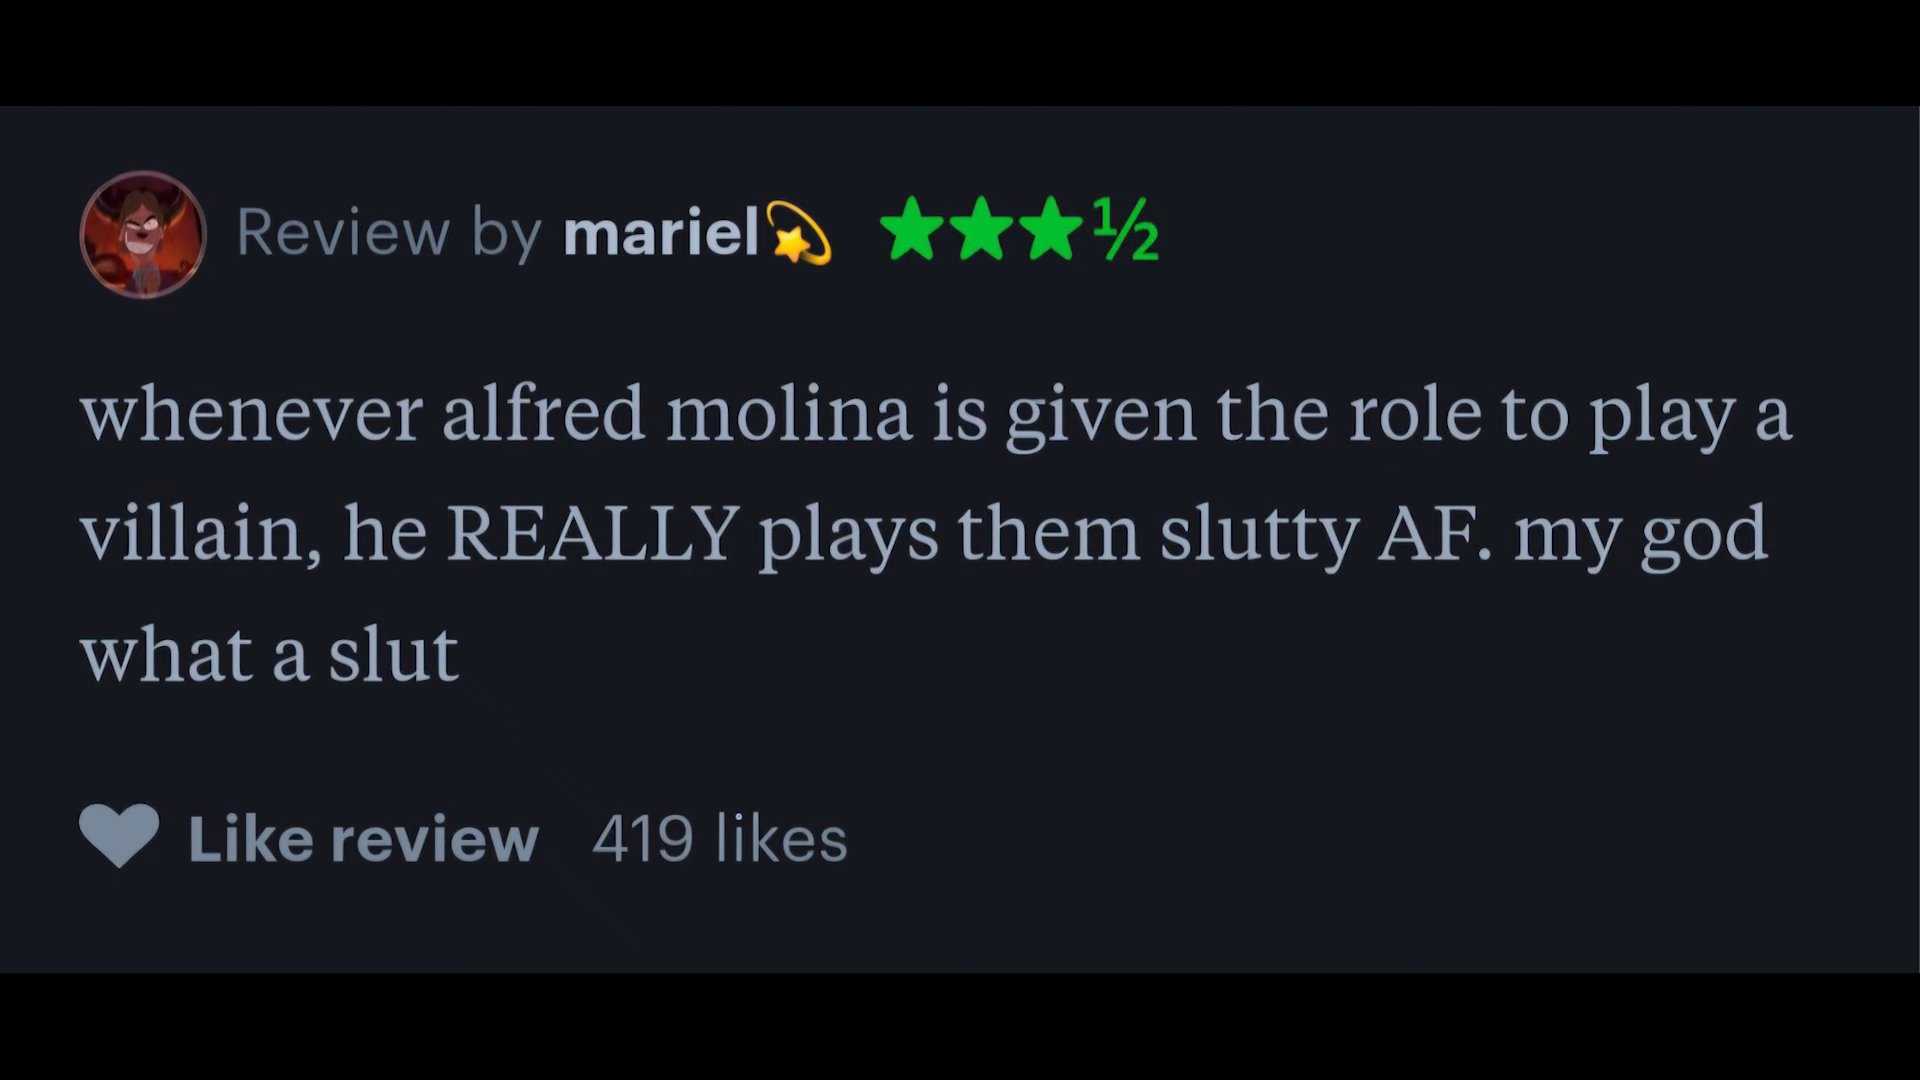 Review by mariel💫 ★★★½
whenever alfred molina is given the role to play a
villain, he REALLY plays them slutty AF. my god
what a slut
Like review 419 likes